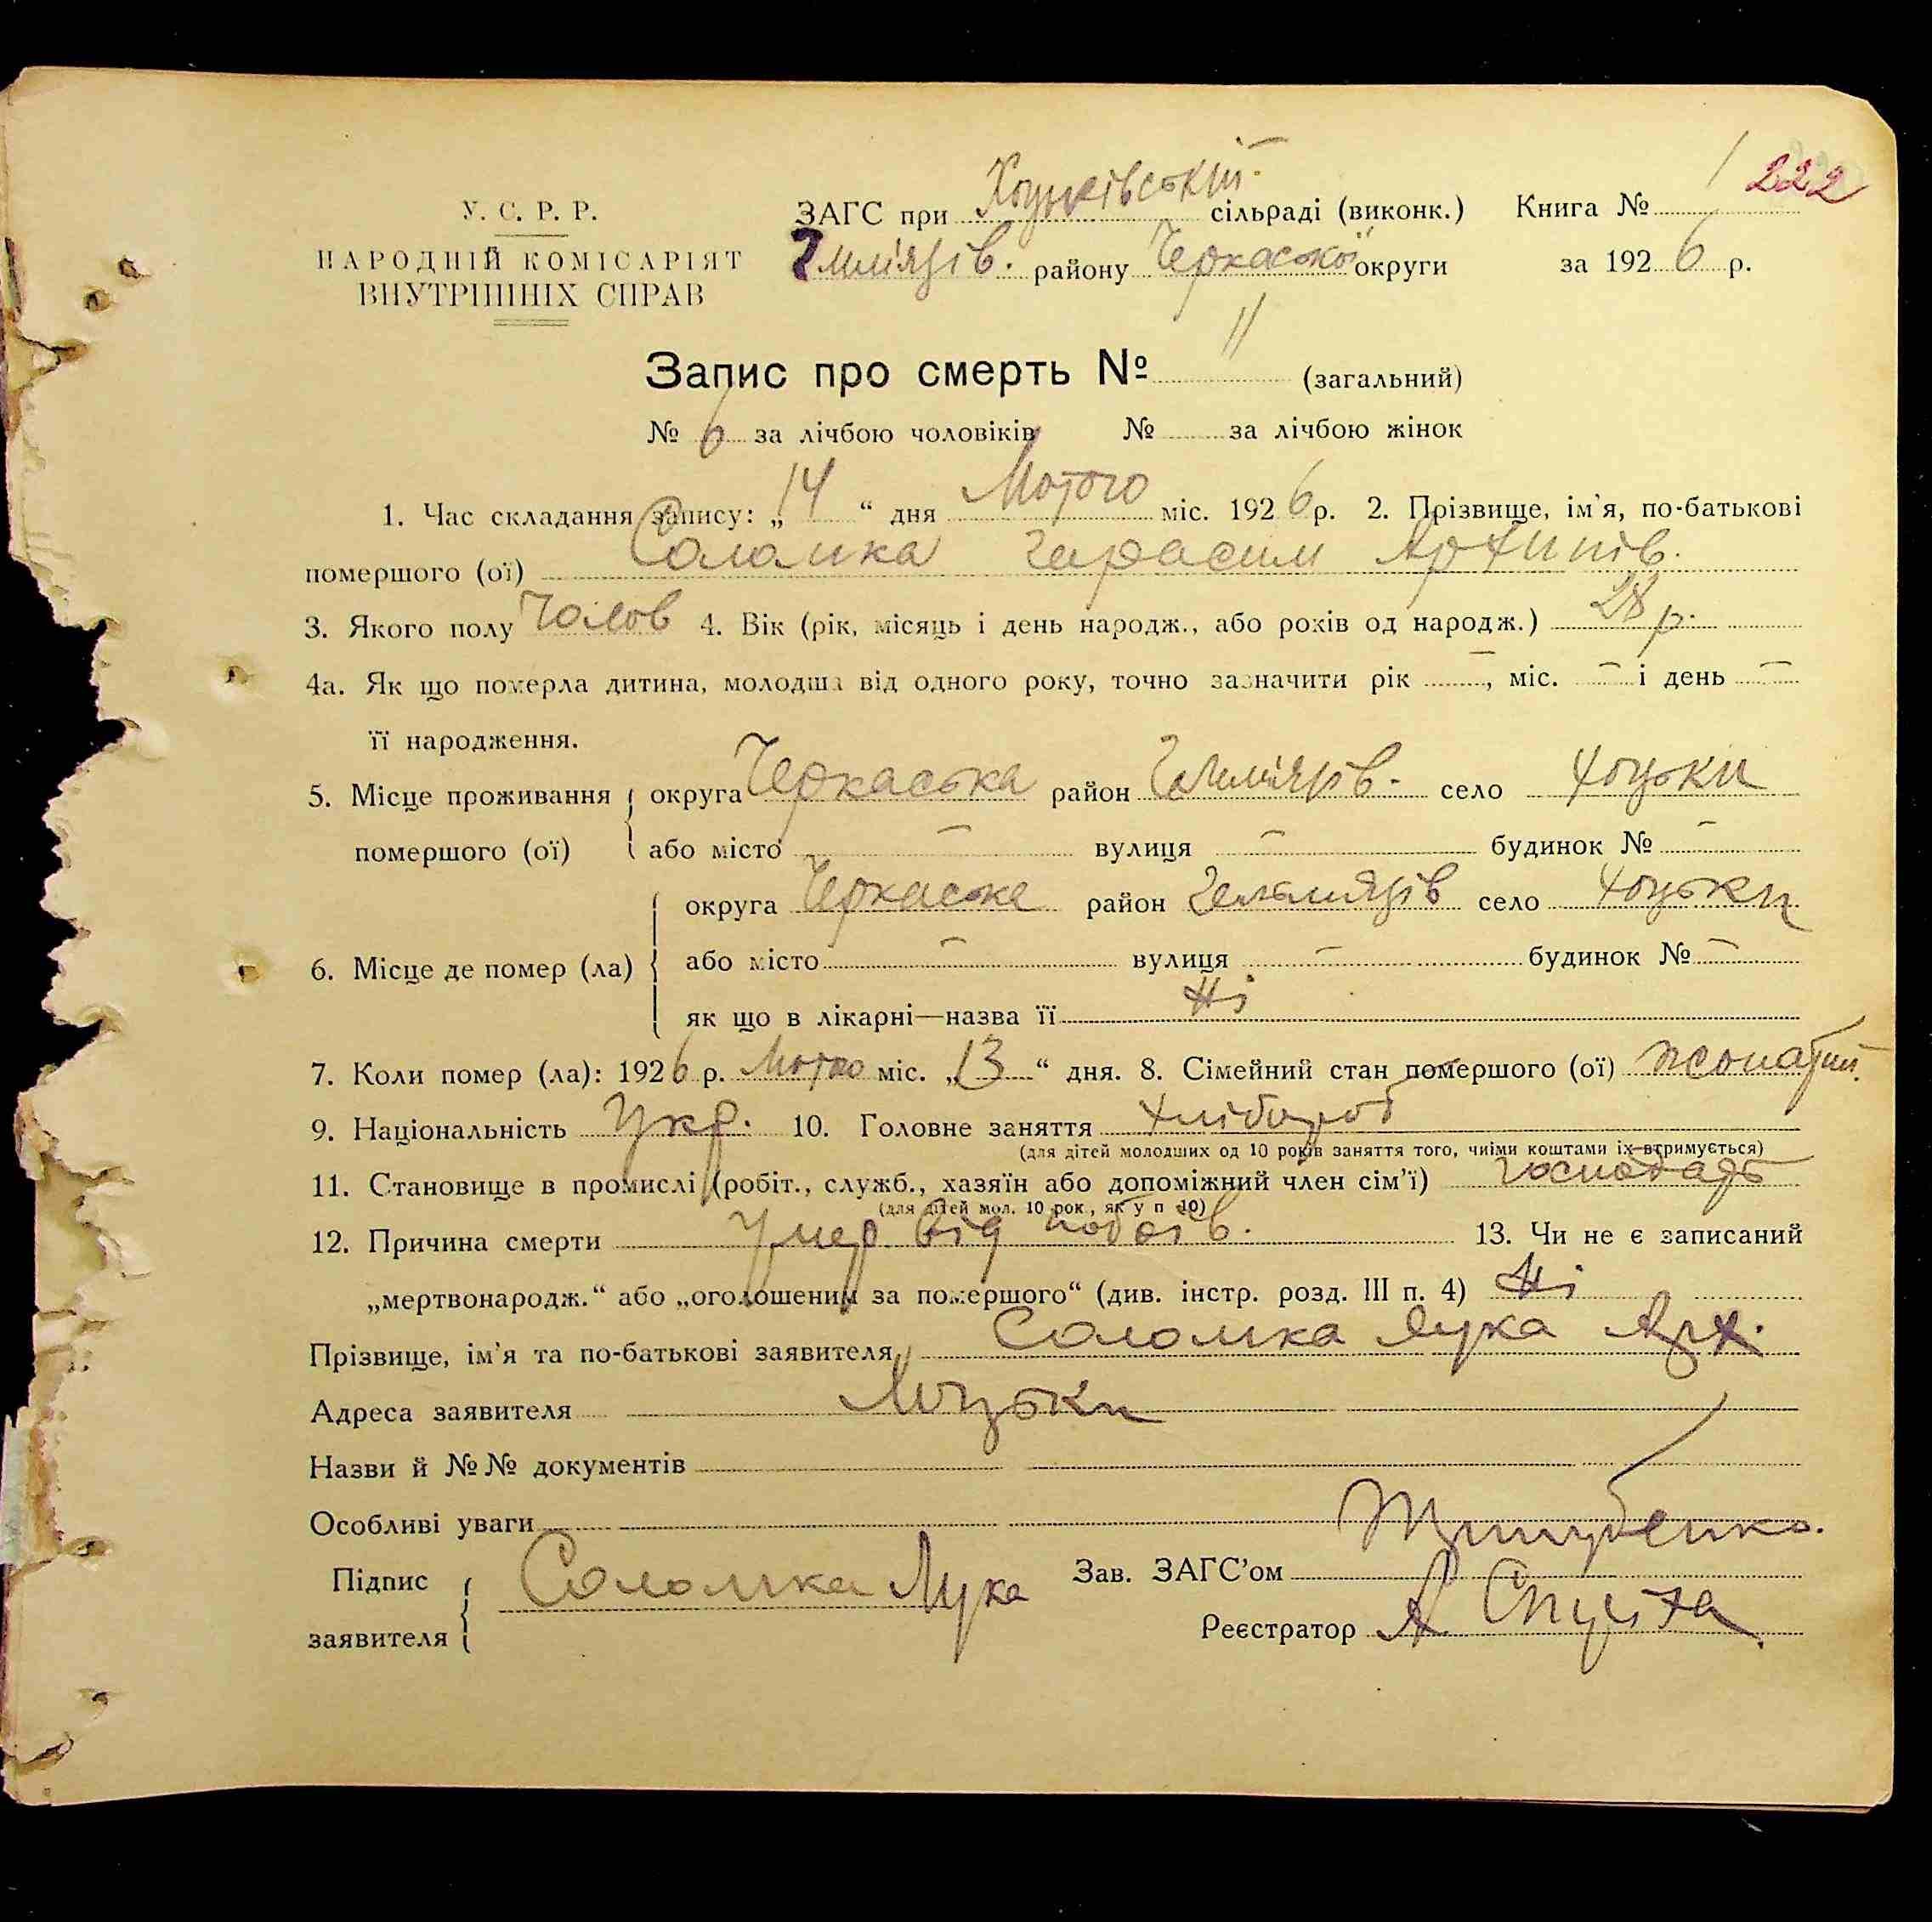 222
У. С. Р. Р.
НАРОДНІЙ КОМІСАРІЯТ
ВНУТРІШНІХ СПРАВ
ЗАГС при Хоцьківській сільраді (виконк.) Книга № 1
Гмлiязів. району Черкаської округи за 1926 р.
Запис про смерть № 11 (загальний)
№ 6 за лічбою чоловіків № за лічбою жінок
1. Час складання запису: „14“ дня Лютого міс. 1926 р. 2. Прізвище, ім'я, по-батькові
помершого (ої) Соломка Герасим Архипів.
3. Якого полу Чолов 4. Вік (рік, місяць і день народж., або років од народж.) 28 р.
4а. Як що померла дитина, молодша від одного року, точно зазначити рік –, міс. – і день –
її народження.
5. Місце проживання помершого (ої) округа Черкаська район село Хоцьки
або місто – вулиця – будинок № –
6. Місце де помер (ла) округа Черкаська район Гельмязів село Хоцьки
або місто – вулиця – будинок № –
як що в лікарні—назва її Ні
7. Коли помер (ла): 1926 р. Лютого міс. „13“ дня. 8. Сімейний стан помершого (ої) жонатий.
9. Національність Укр. 10. Головне заняття хлібороб
(для дітей молодших од 10 років заняття того, чиїми коштами їх втримується)
11. Становище в промислі (робіт., служб., хазяїн або допоміжний член сім'ї) господарь
(для дітей мол. 10 рок., як у п 10)
12. Причина смерти Умер від побоїв. 13. Чи не є записаний
„мертвонародж.“ або „оголошеним за помершого“ (див. інстр. розд. III п. 4) Ні
Прізвище, ім'я та по-батькові заявителя Соломка Лука Арх.
Адреса заявителя Хоцьки
Назви й №№ документів
Особливі уваги
Підпис заявителя Соломка Лука Зав. ЗАГС'ом
Реєстратор А.